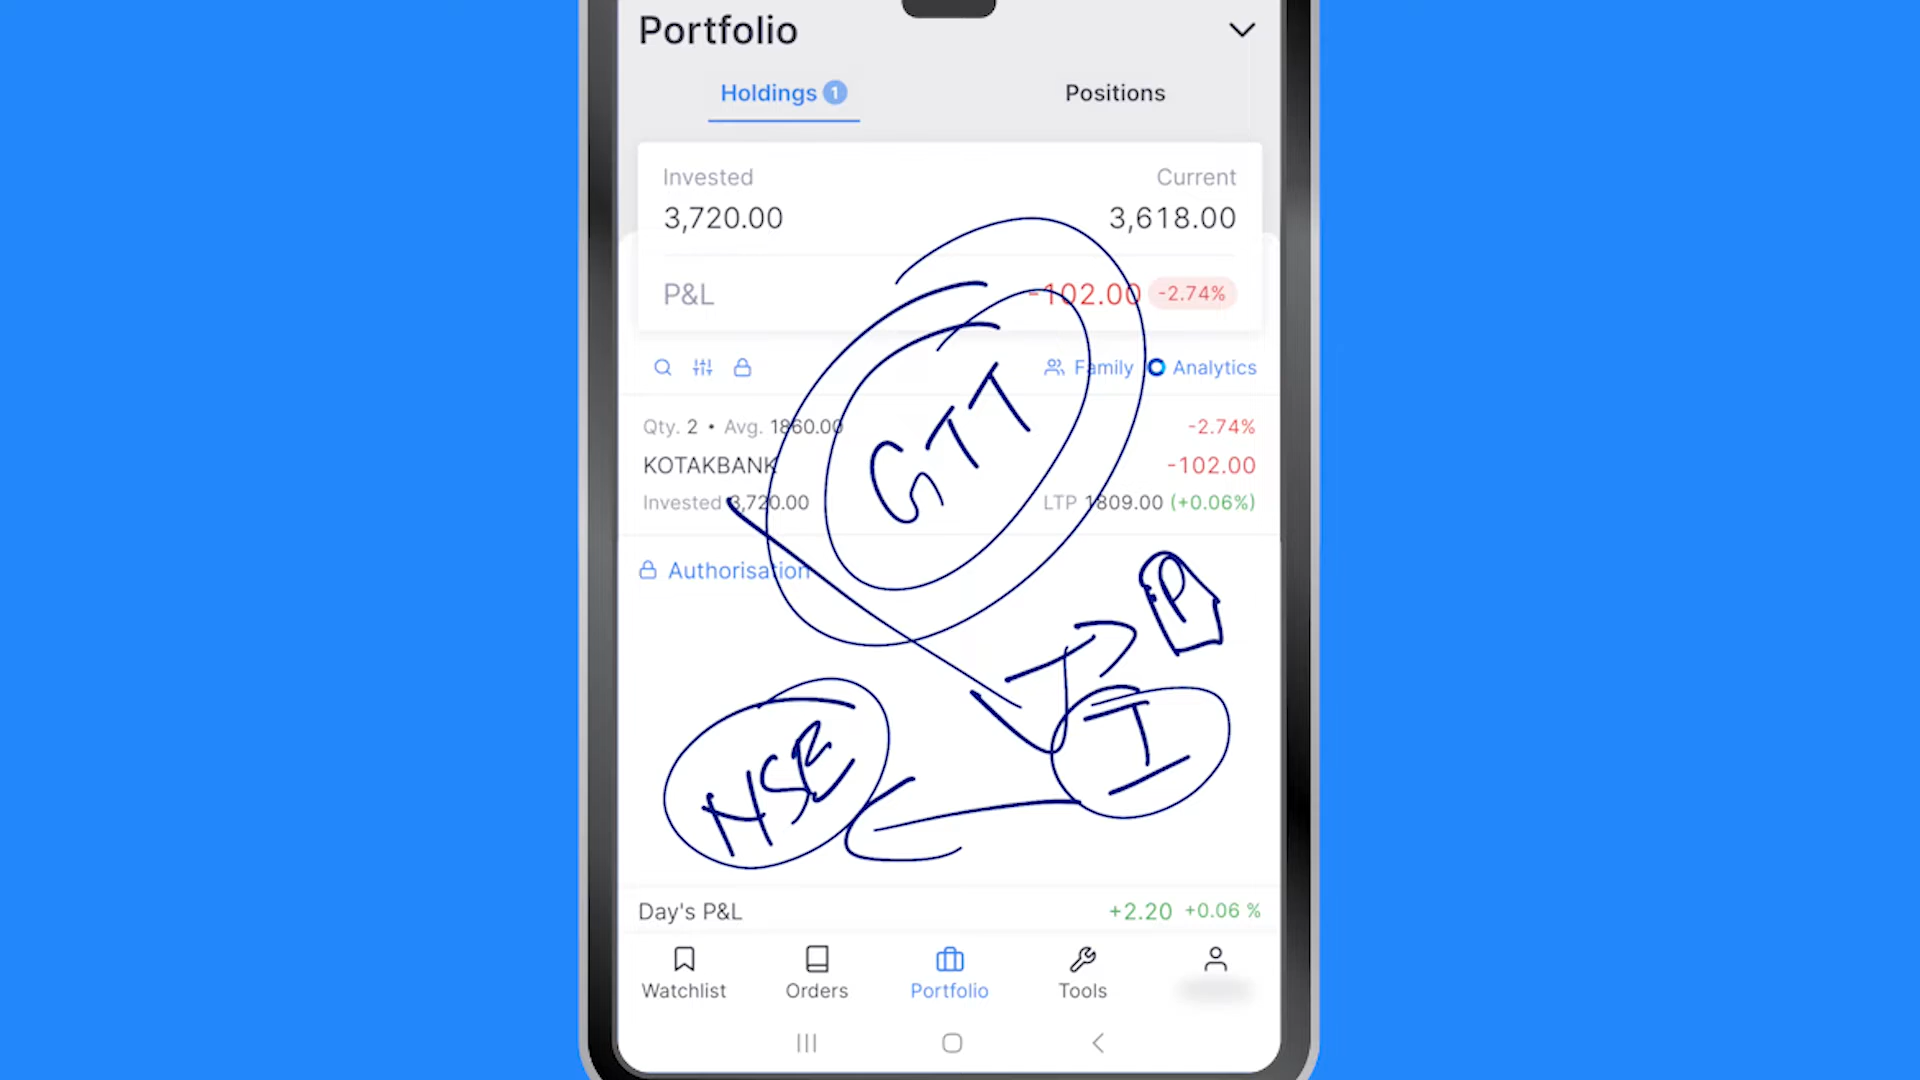 Portfolio
Holdings 1 Positions
Invested Current
3,720.00 3,618.00
P&L -102.00 -2.74%
Family Analytics
Qty. 2 • Avg. 1860.00 -2.74%
KOTAKBANK -102.00
Invested 3,720.00 LTP 1809.00 (+0.06%)
GTT
Authorisation
P
I
NSE
Day's P&L +2.20 +0.06 %
Watchlist Orders Portfolio Tools